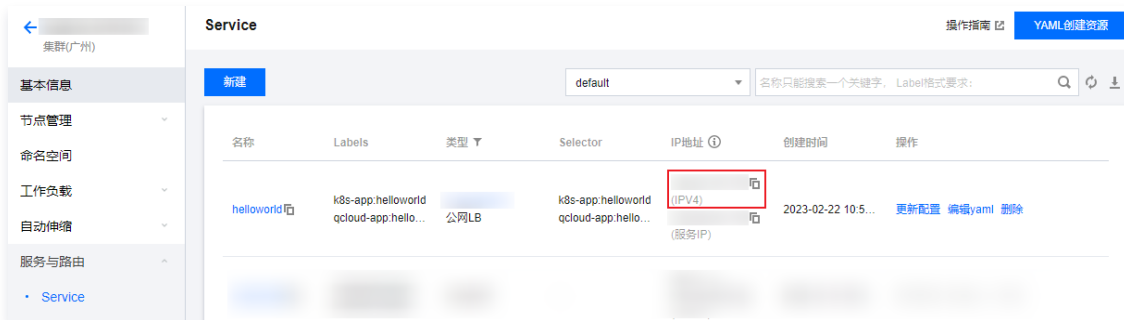 Service
操作指南
YAML创建资源
集群(广州)
基本信息
节点管理
命名空间
工作负载
自动伸缩
服务与路由
Service
新建
default
名称只能搜索一个关键字， Label格式要求：
名称 Labels 类型 Selector IP地址 创建时间 操作
helloworld
k8s-app:helloworld
qcloud-app:hello...
公网LB
k8s-app:helloworld
qcloud-app:hello...
(IPV4)
(服务IP)
2023-02-22 10:5...
更新配置 编辑yaml 删除